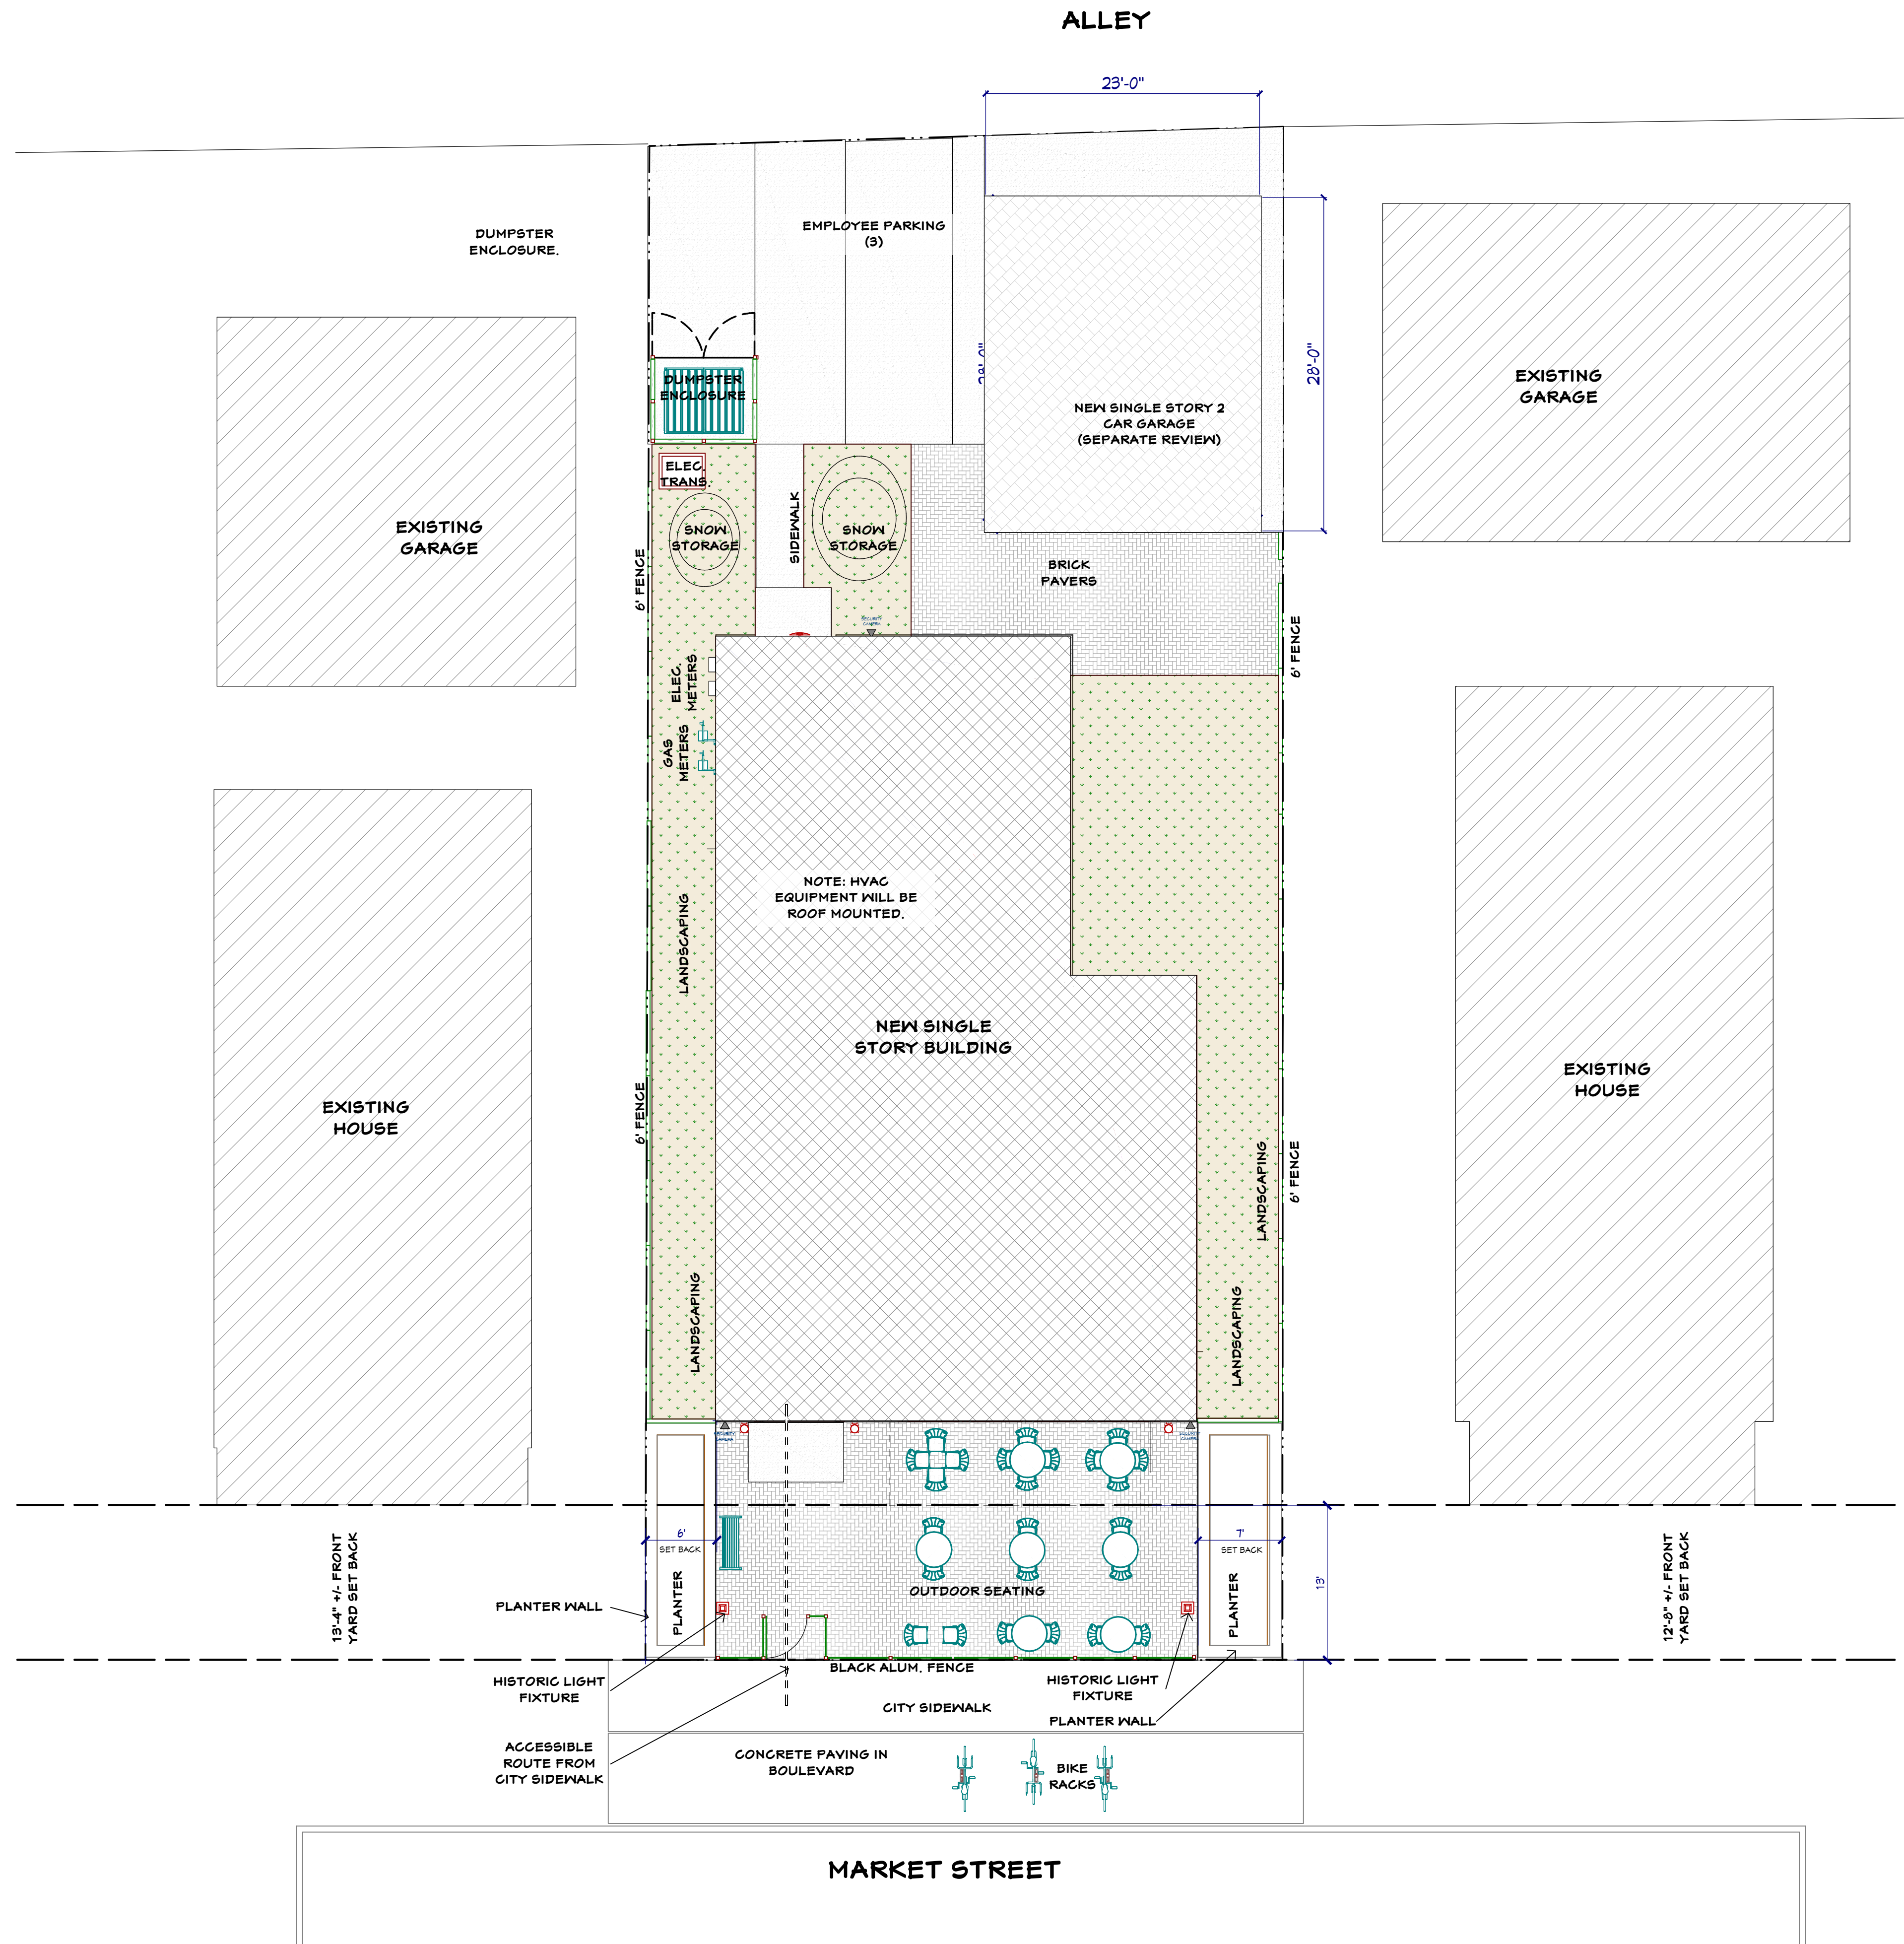 ALLEY
23'-0"
DUMPSTER
ENCLOSURE.
EMPLOYEE PARKING
(3)
28'-0"
EXISTING
GARAGE
DUMPSTER
ENCLOSURE
NEW SINGLE STORY 2
CAR GARAGE
(SEPARATE REVIEW)
ELEC.
TRANS.
EXISTING
GARAGE
SNOW
STORAGE
SIDEWALK
SNOW
STORAGE
BRICK
PAVERS
6' FENCE
SECURITY
CAMERA
6' FENCE
ELEC.
METERS
GAS
METERS
NOTE: HVAC
EQUIPMENT WILL BE
ROOF MOUNTED.
LANDSCAPING
NEW SINGLE
STORY BUILDING
EXISTING
HOUSE
EXISTING
HOUSE
6' FENCE
LANDSCAPING
6' FENCE
LANDSCAPING
LANDSCAPING
SECURITY
CAMERA
SECURITY
CAMERA
13'-4" +/- FRONT
YARD SET BACK
6'
SET BACK
7'
SET BACK
13'
12'-8" +/- FRONT
YARD SET BACK
OUTDOOR SEATING
PLANTER WALL
PLANTER
PLANTER
BLACK ALUM. FENCE
HISTORIC LIGHT
FIXTURE
HISTORIC LIGHT
FIXTURE
CITY SIDEWALK
PLANTER WALL
ACCESSIBLE
ROUTE FROM
CITY SIDEWALK
CONCRETE PAVING IN
BOULEVARD
BIKE
RACKS
MARKET STREET